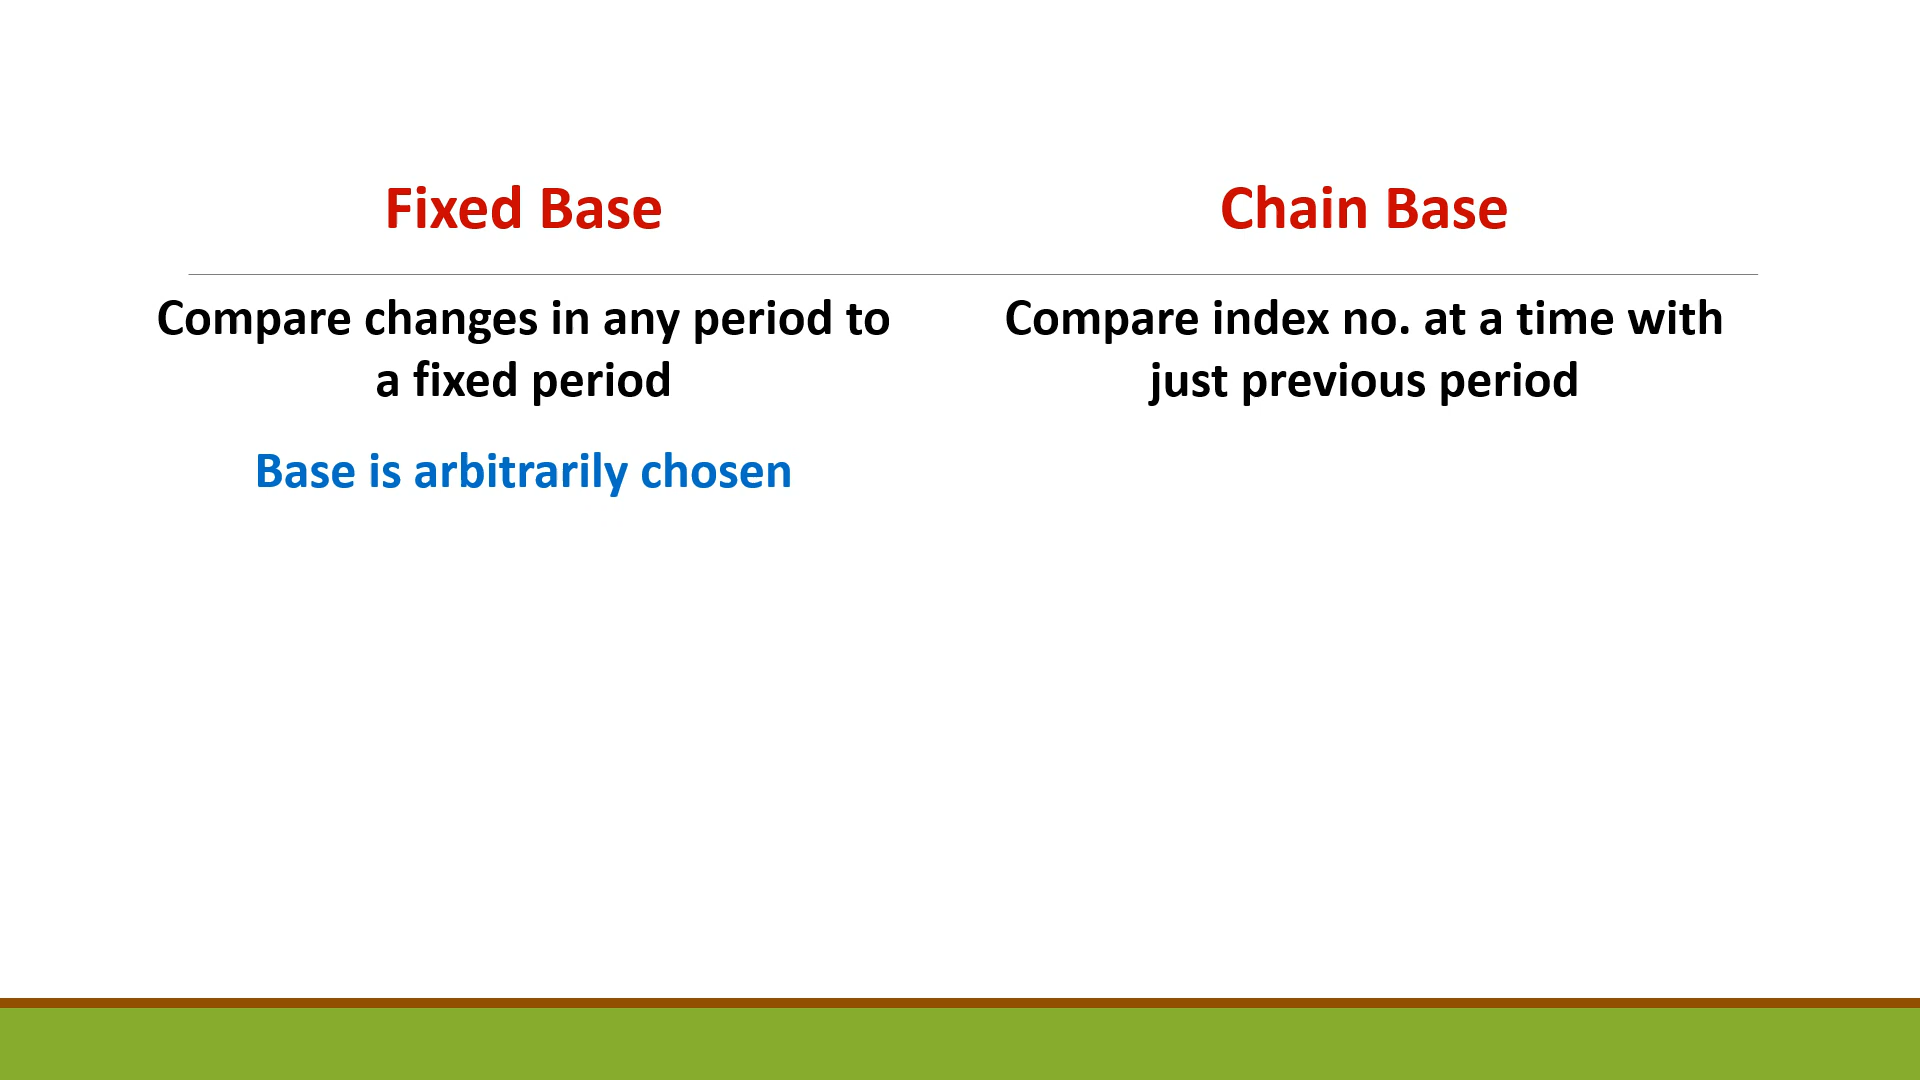 Fixed Base
Compare changes in any period to
a fixed period
Base is arbitrarily chosen
Chain Base
Compare index no. at a time with
just previous period